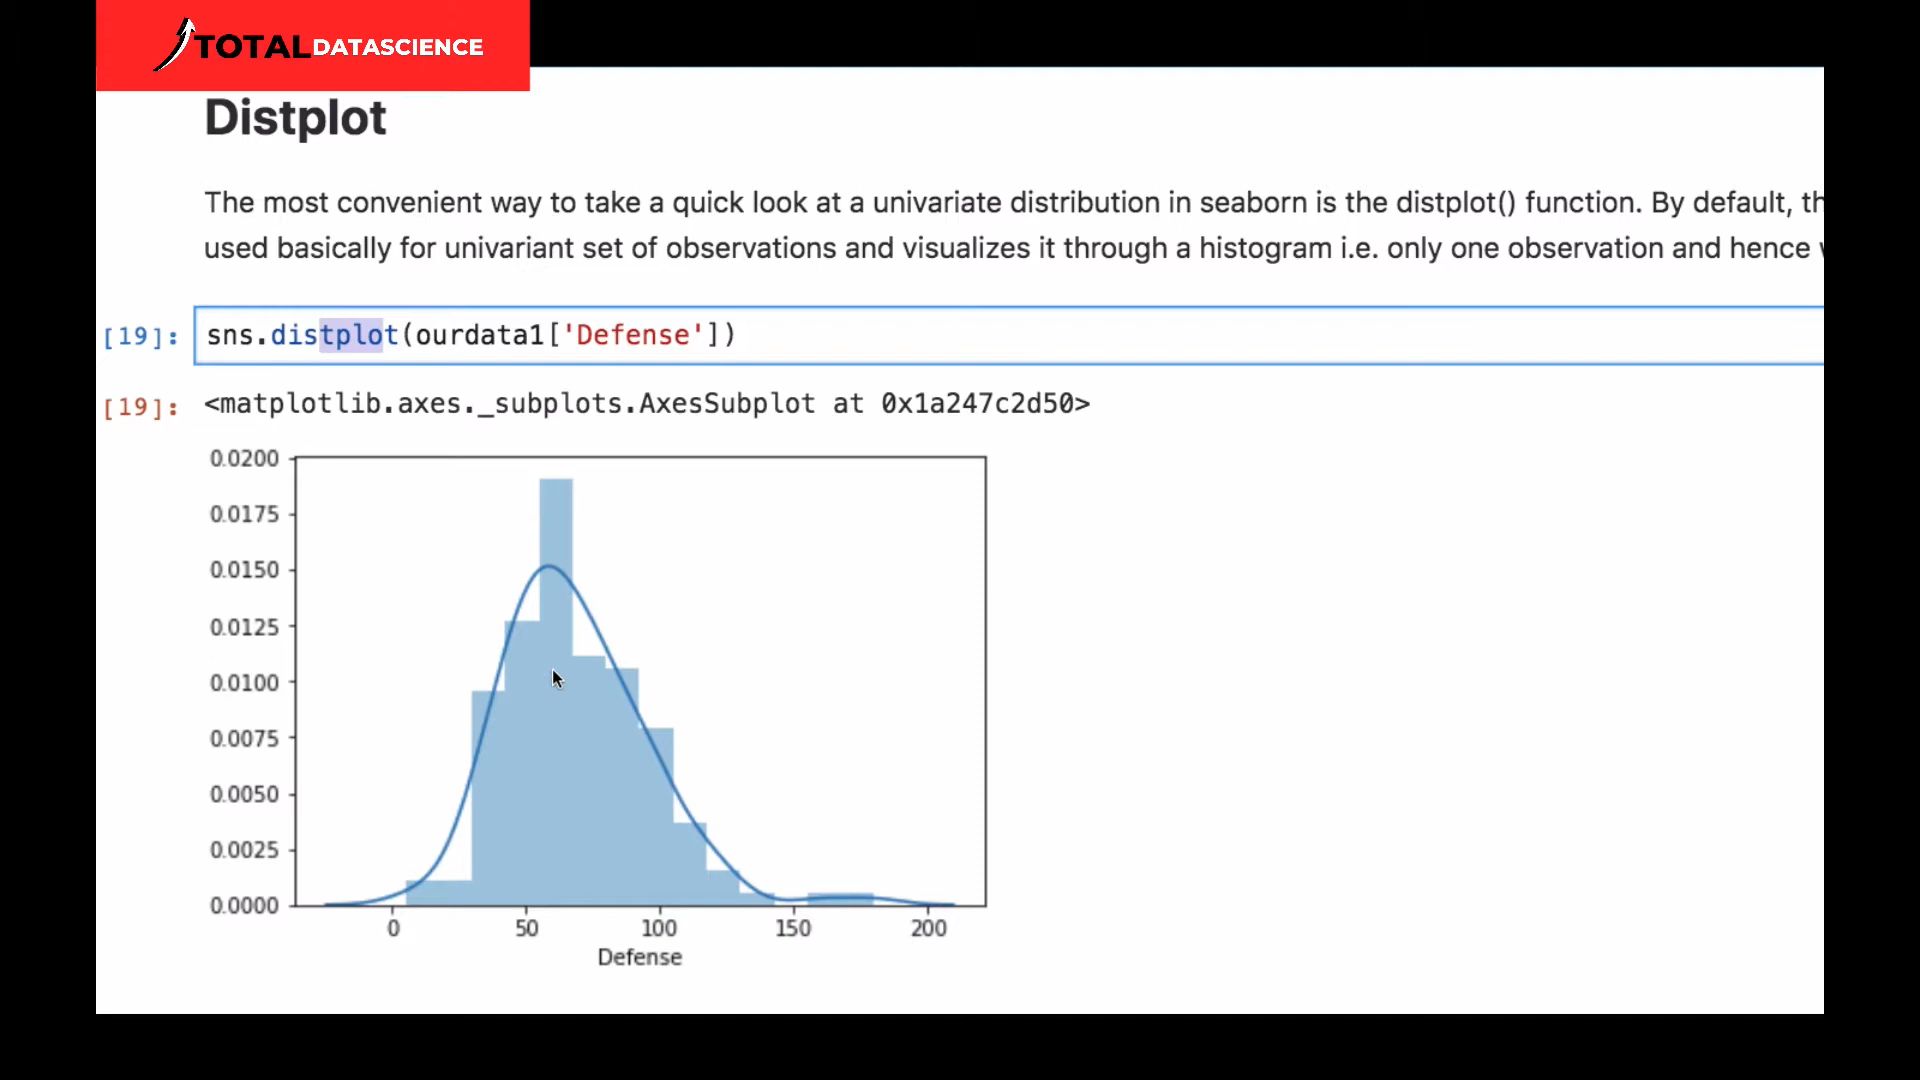 TOTALDATASCIENCE
Distplot
The most convenient way to take a quick look at a univariate distribution in seaborn is the distplot() function. By default, th
used basically for univariant set of observations and visualizes it through a histogram i.e. only one observation and hence
[19]: sns.distplot(ourdata1['Defense'])
[19]: <matplotlib.axes._subplots.AxesSubplot at 0x1a247c2d50>
0.0200
0.0175
0.0150
0.0125
0.0100
0.0075
0.0050
0.0025
0.0000
0 50 100 150 200
Defense